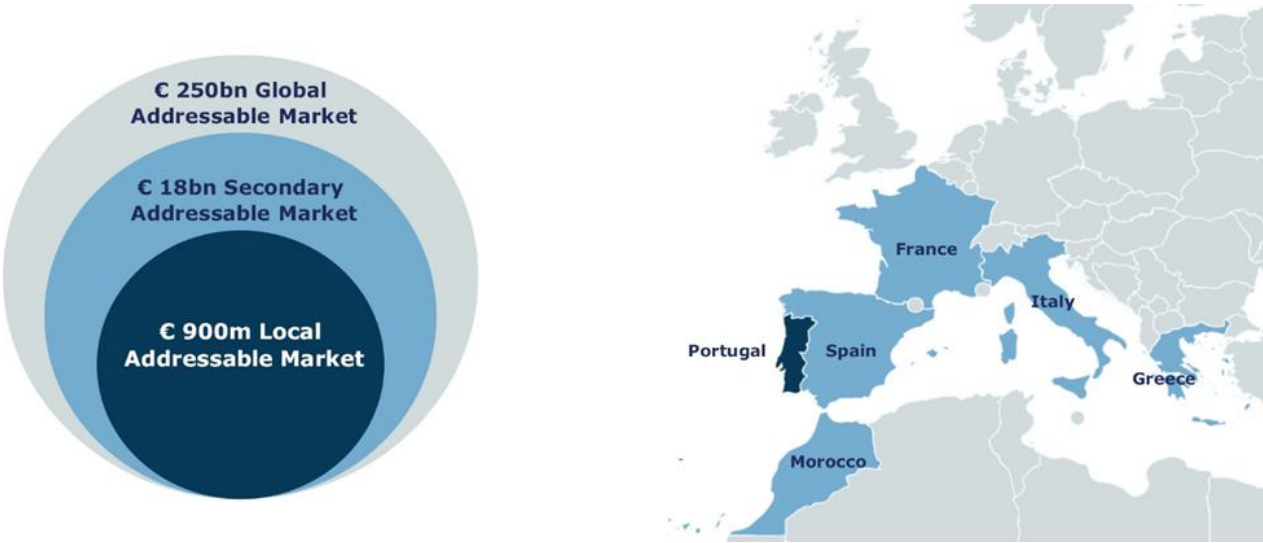 € 250bn Global
Addressable Market
€ 18bn Secondary
Addressable Market
€ 900m Local
Addressable Market
France
Italy
Portugal
Spain
Greece
Morocco